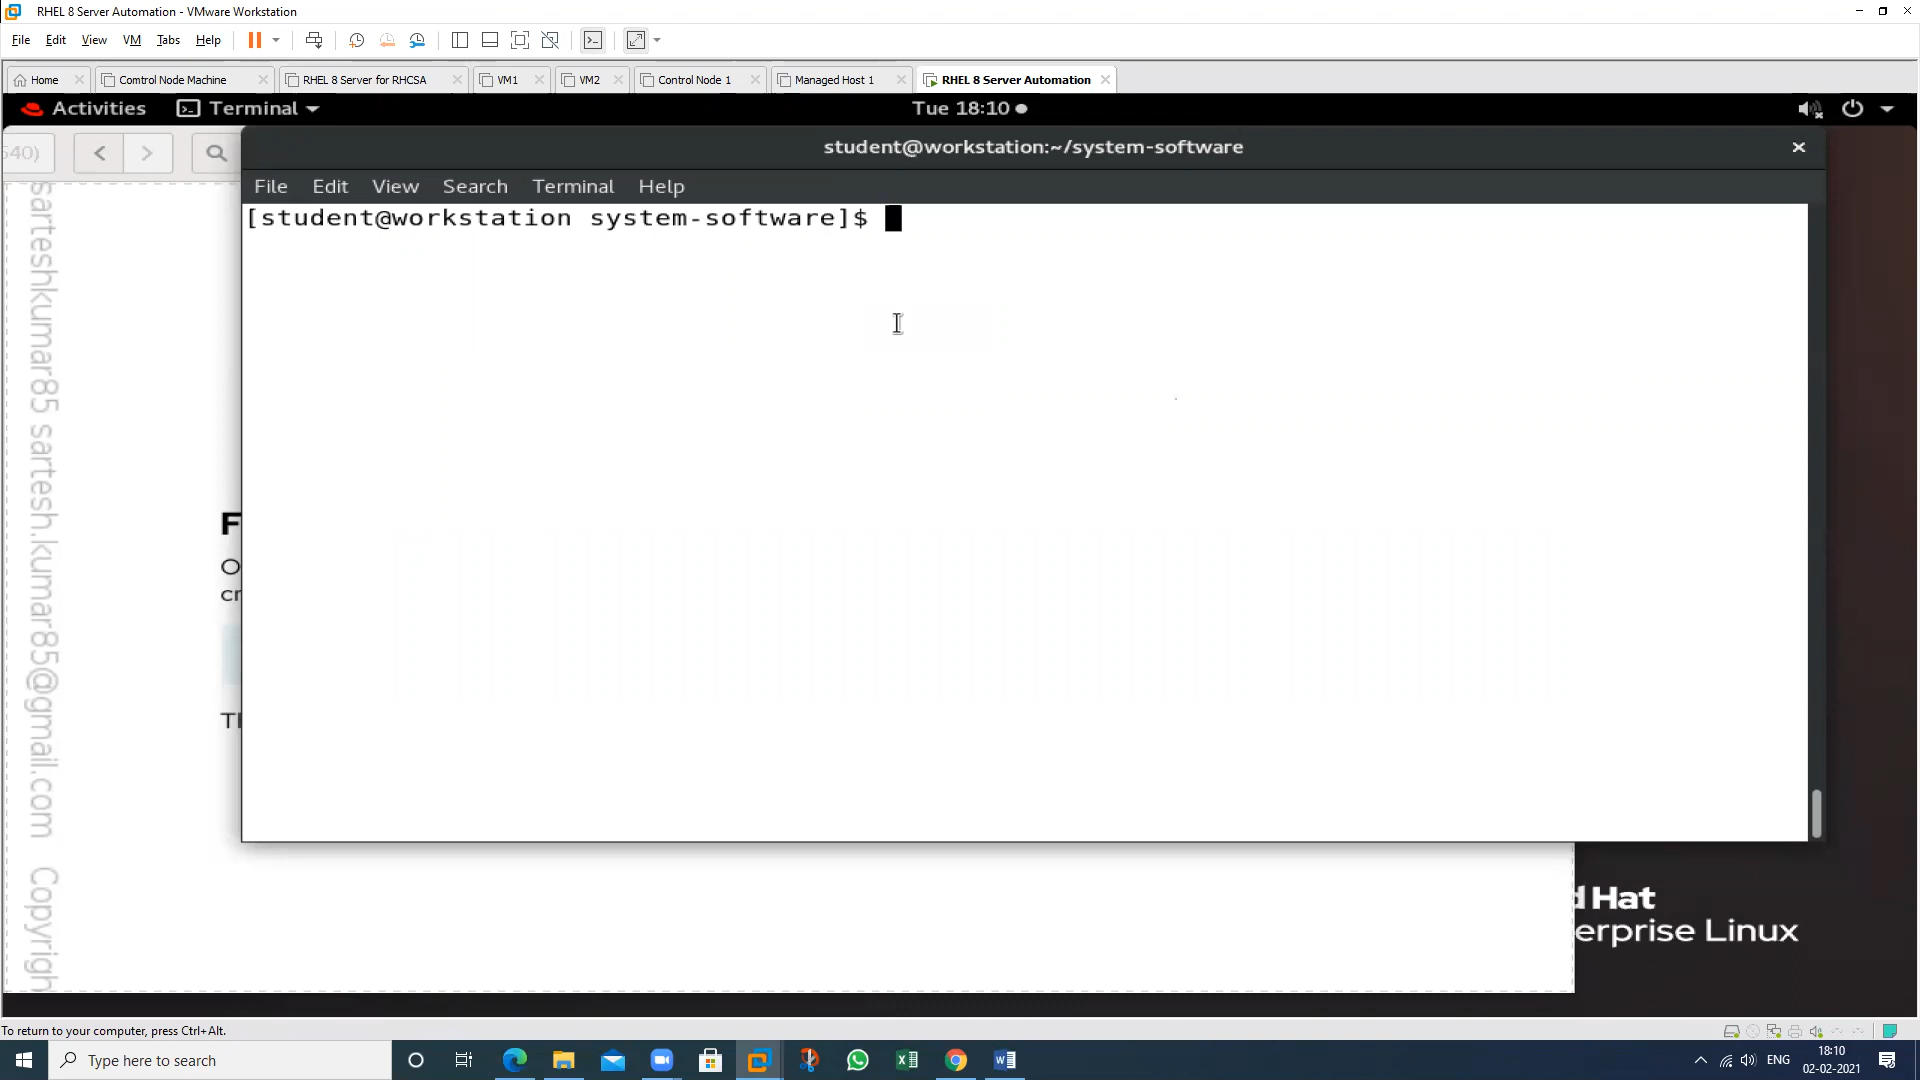 RHEL 8 Server Automation - VMware Workstation
File Edit View VM Tabs Help
Home Comtrol Node Machine RHEL 8 Server for RHCSA VM1 VM2 Control Node 1 Managed Host 1 RHEL 8 Server Automation
Activities Terminal Tue 18:10
540)
student@workstation:~/system-software
File Edit View Search Terminal Help
[student@workstation system-software]$
sarteshkumar85 sartesh.kumar85@gmail.com Copyrigh
F
O
cr
Th
d Hat
erprise Linux
To return to your computer, press Ctrl+Alt.
Type here to search
ENG
18:10
02-02-2021